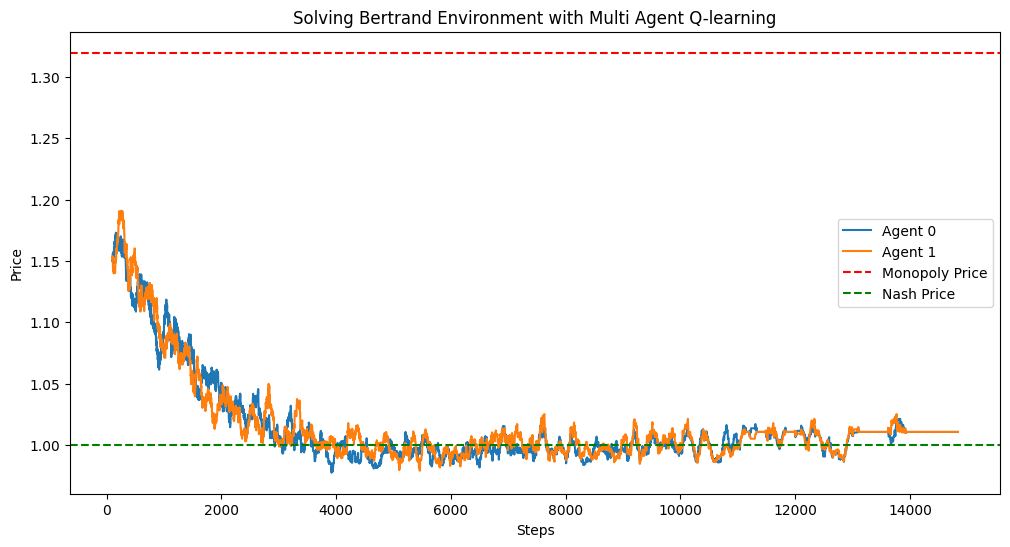 Solving Bertrand Environment with Multi Agent Q-learning
Price
1.30
1.25
1.20
1.15
1.10
1.05
1.00
Agent 0
Agent 1
Monopoly Price
Nash Price
0 2000 4000 6000 8000 10000 12000 14000
Steps